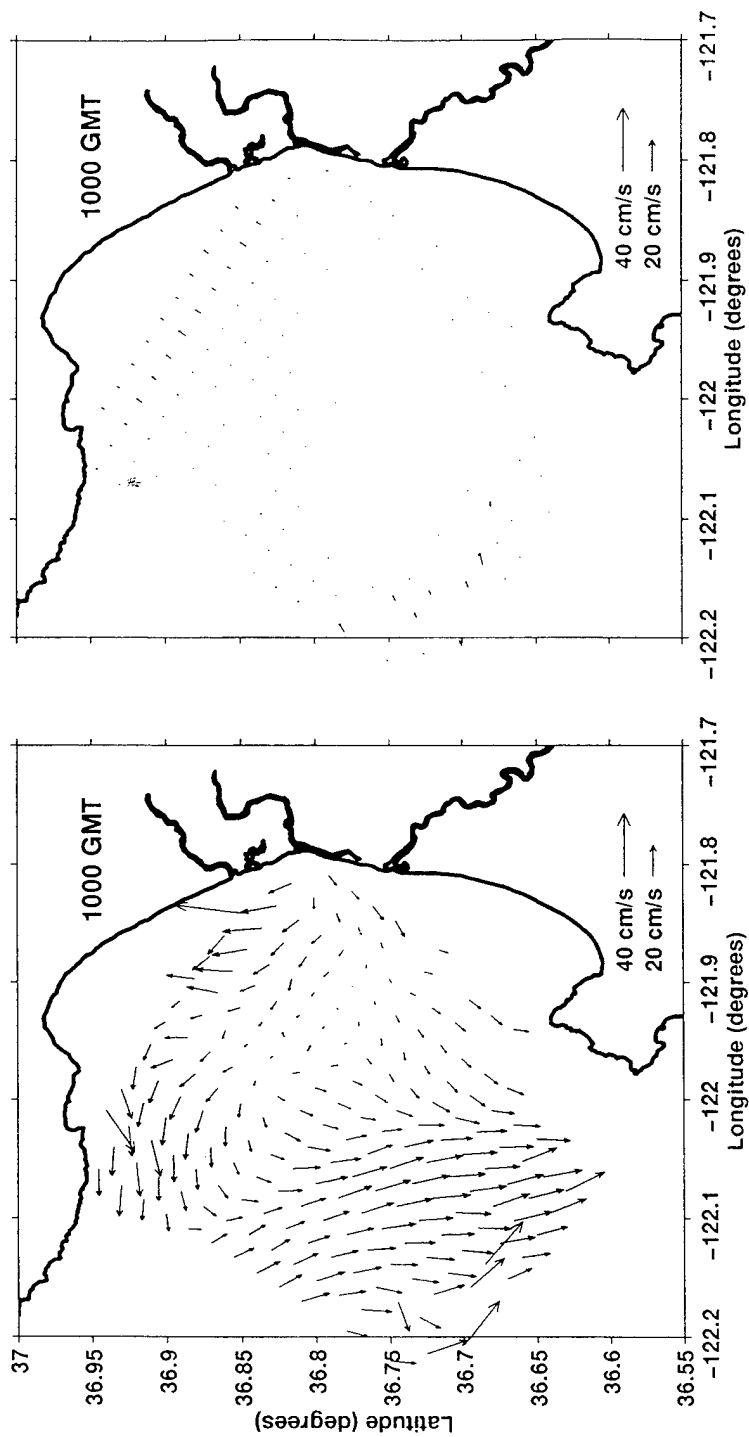 1000 GMT
40 cm/s
20 cm/s
37
36.95
36.9
36.85
36.8
36.75
36.7
36.65
36.6
36.55
Latitude (degrees)
-122.2
-122.1
-122
-121.9
-121.8
-121.7
Longitude (degrees)
1000 GMT
40 cm/s
20 cm/s
-122.2
-122.1
-122
-121.9
-121.8
-121.7
Longitude (degrees)